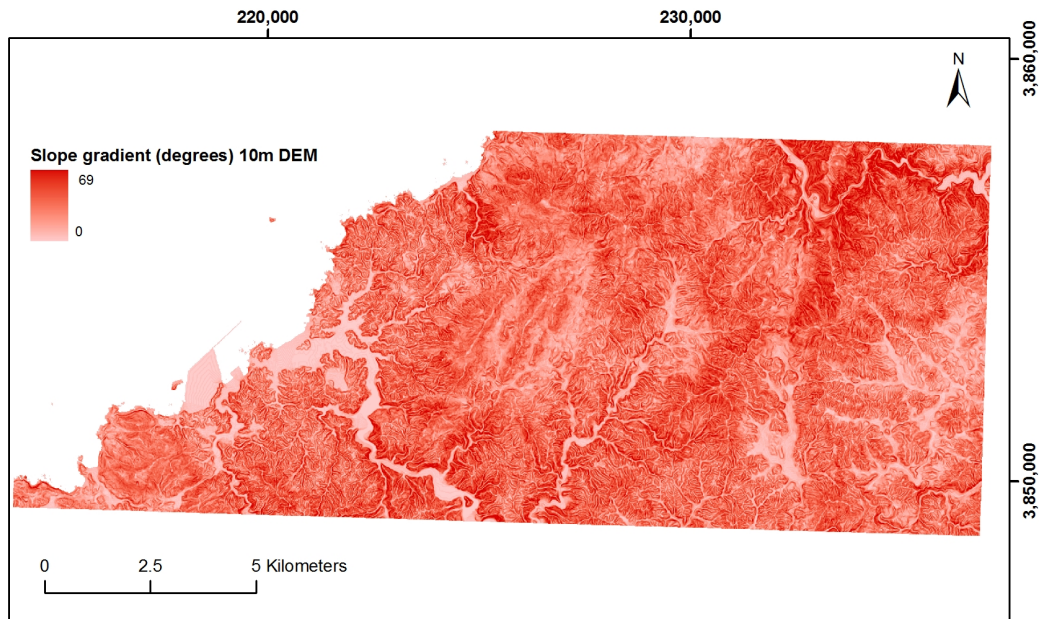 220,000
230,000
3,860,000
N
Slope gradient (degrees) 10m DEM
69
0
3,850,000
0 2.5 5 Kilometers